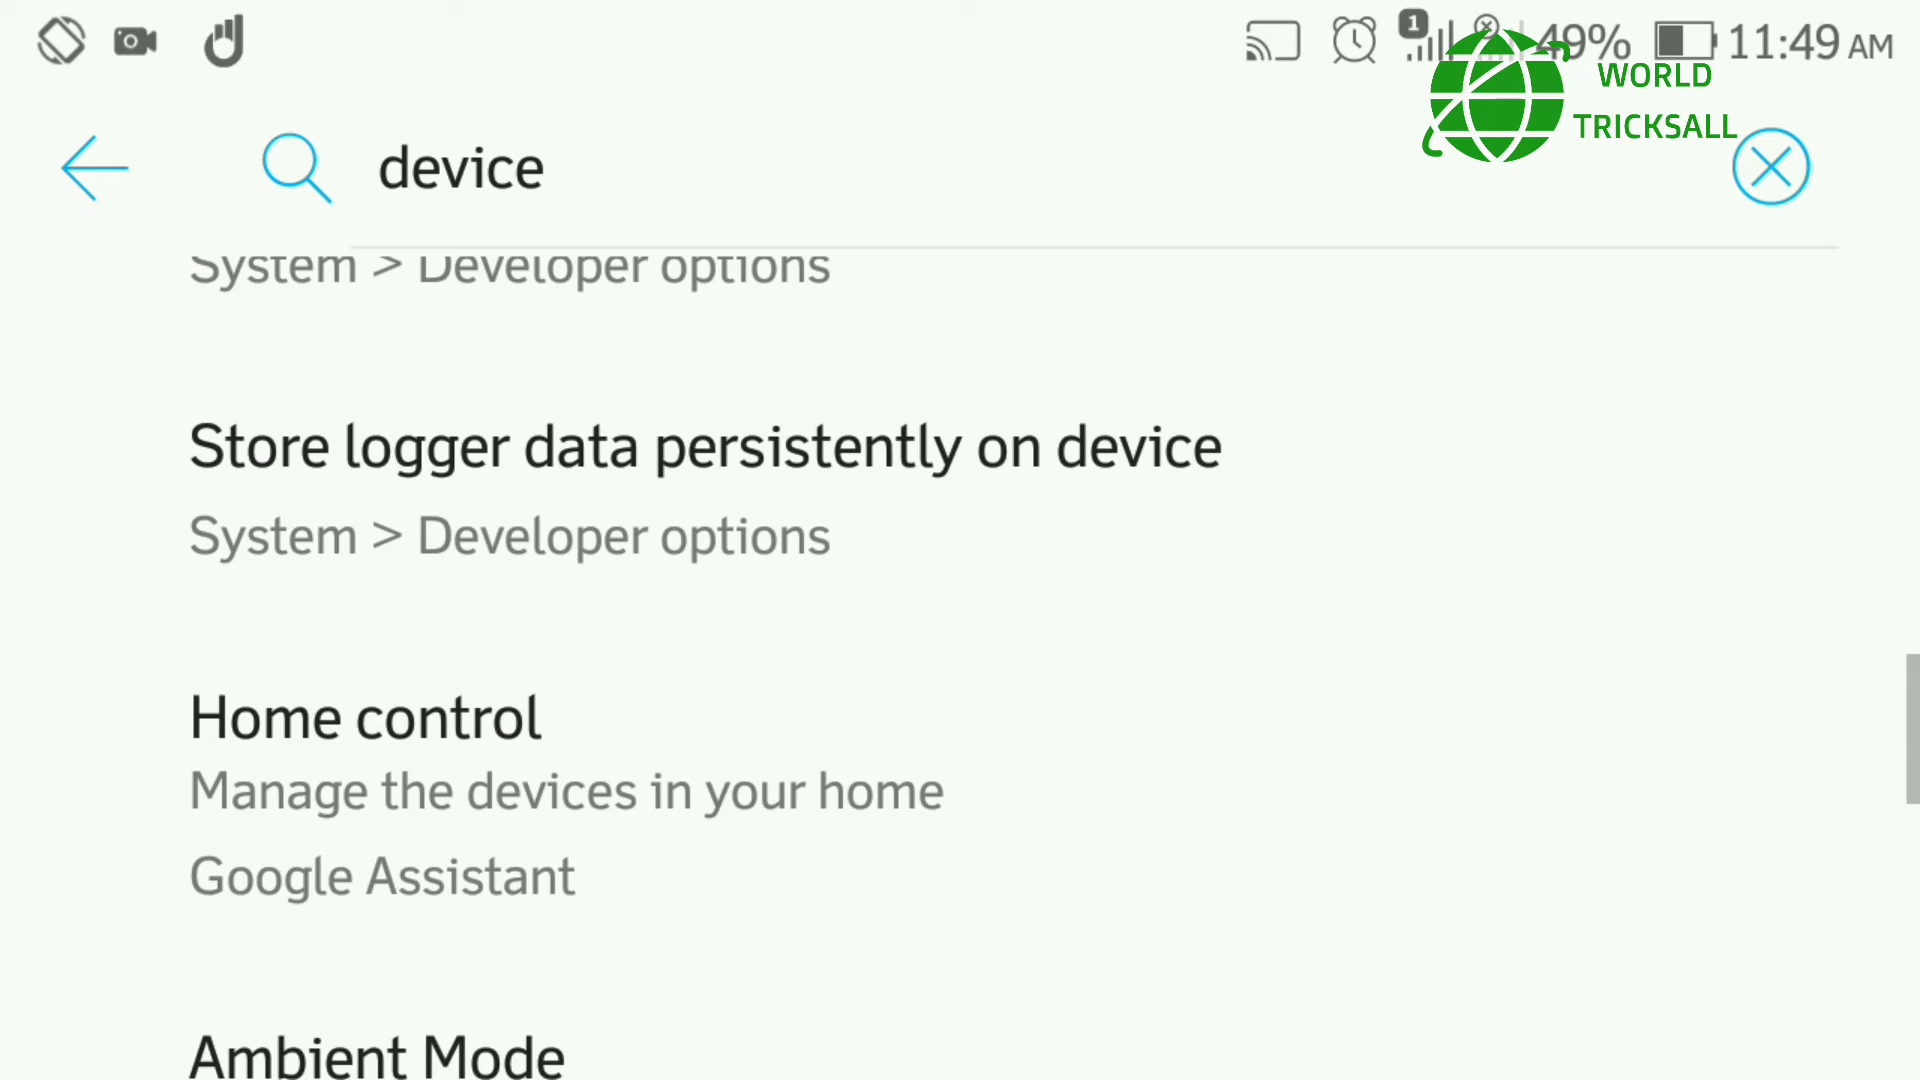 1
49%
11:49 AM
WORLD
TRICKSALL
device
System > Developer options
Store logger data persistently on device
System > Developer options
Home control
Manage the devices in your home
Google Assistant
Ambient Mode